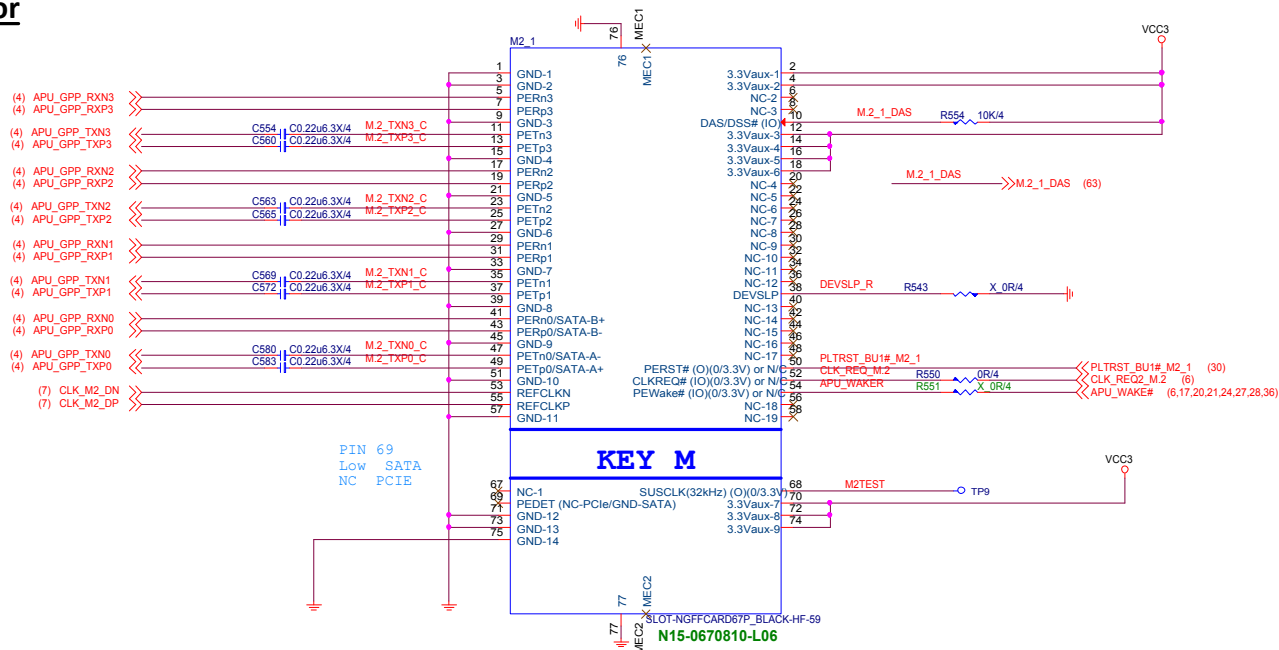 or
M2_1
76
MEC1
76
MEC1
VCC3
1 GND-1 3.3Vaux-1 2
3 GND-2 3.3Vaux-2 4
(4) APU_GPP_RXN3 5 PERn3 NC-2 6
(4) APU_GPP_RXP3 7 PERp3 NC-3 8
9 GND-3 DAS/DSS# (IO) 10 M.2_1_DAS R554 10K/4
(4) APU_GPP_TXN3 C554 C0.22u6.3X/4 M.2_TXN3_C 11 PETn3 3.3Vaux-3 12
(4) APU_GPP_TXP3 C560 C0.22u6.3X/4 M.2_TXP3_C 13 PETp3 3.3Vaux-4 14
15 GND-4 3.3Vaux-5 16
(4) APU_GPP_RXN2 17 PERn2 3.3Vaux-6 18
(4) APU_GPP_RXP2 19 PERp2 NC-4 20 M.2_1_DAS M.2_1_DAS (63)
21 GND-5 NC-5 22
(4) APU_GPP_TXN2 C563 C0.22u6.3X/4 M.2_TXN2_C 23 PETn2 NC-6 24
(4) APU_GPP_TXP2 C565 C0.22u6.3X/4 M.2_TXP2_C 25 PETp2 NC-7 26
27 GND-6 NC-8 28
(4) APU_GPP_RXN1 29 PERn1 NC-9 30
(4) APU_GPP_RXP1 31 PERp1 NC-10 32
33 GND-7 NC-11 34
(4) APU_GPP_TXN1 C569 C0.22u6.3X/4 M.2_TXN1_C 35 PETn1 NC-12 36
(4) APU_GPP_TXP1 C572 C0.22u6.3X/4 M.2_TXP1_C 37 PETp1 DEVSLP 38 DEVSLP_R R543 X_0R/4
39 GND-8 NC-13 40
(4) APU_GPP_RXN0 41 PERn0/SATA-B+ NC-14 42
(4) APU_GPP_RXP0 43 PERp0/SATA-B- NC-15 44
45 GND-9 NC-16 46
(4) APU_GPP_TXN0 C580 C0.22u6.3X/4 M.2_TXN0_C 47 PETn0/SATA-A- NC-17 48
(4) APU_GPP_TXP0 C583 C0.22u6.3X/4 M.2_TXP0_C 49 PETp0/SATA-A+ PERST# (O)(0/3.3V) or N/C 50 PLTRST_BU1#_M2_1 PLTRST_BU1#_M2_1 (30)
51 GND-10 CLKREQ# (IO)(0/3.3V) or N/C 52 CLK_REQ_M.2 R550 0R/4 CLK_REQ2_M.2 (6)
(7) CLK_M2_DN 53 REFCLKN PEWake# (IO)(0/3.3V) or N/C 54 APU_WAKER R551 X_0R/4 APU_WAKE# (6,17,20,21,24,27,28,36)
(7) CLK_M2_DP 55 REFCLKP NC-18 56
57 GND-11 NC-19 58
KEY M
PIN 69
Low SATA
NC PCIE
VCC3
67 NC-1 SUSCLK(32kHz) (O)(0/3.3V) 68 M2TEST TP9
69 PEDET (NC-PCIe/GND-SATA) 3.3Vaux-7 70
71 GND-12 3.3Vaux-8 72
73 GND-13 3.3Vaux-9 74
75 GND-14
77
MEC2
77
MEC2
SLOT-NGFFCARD67P_BLACK-HF-59
N15-0670810-L06